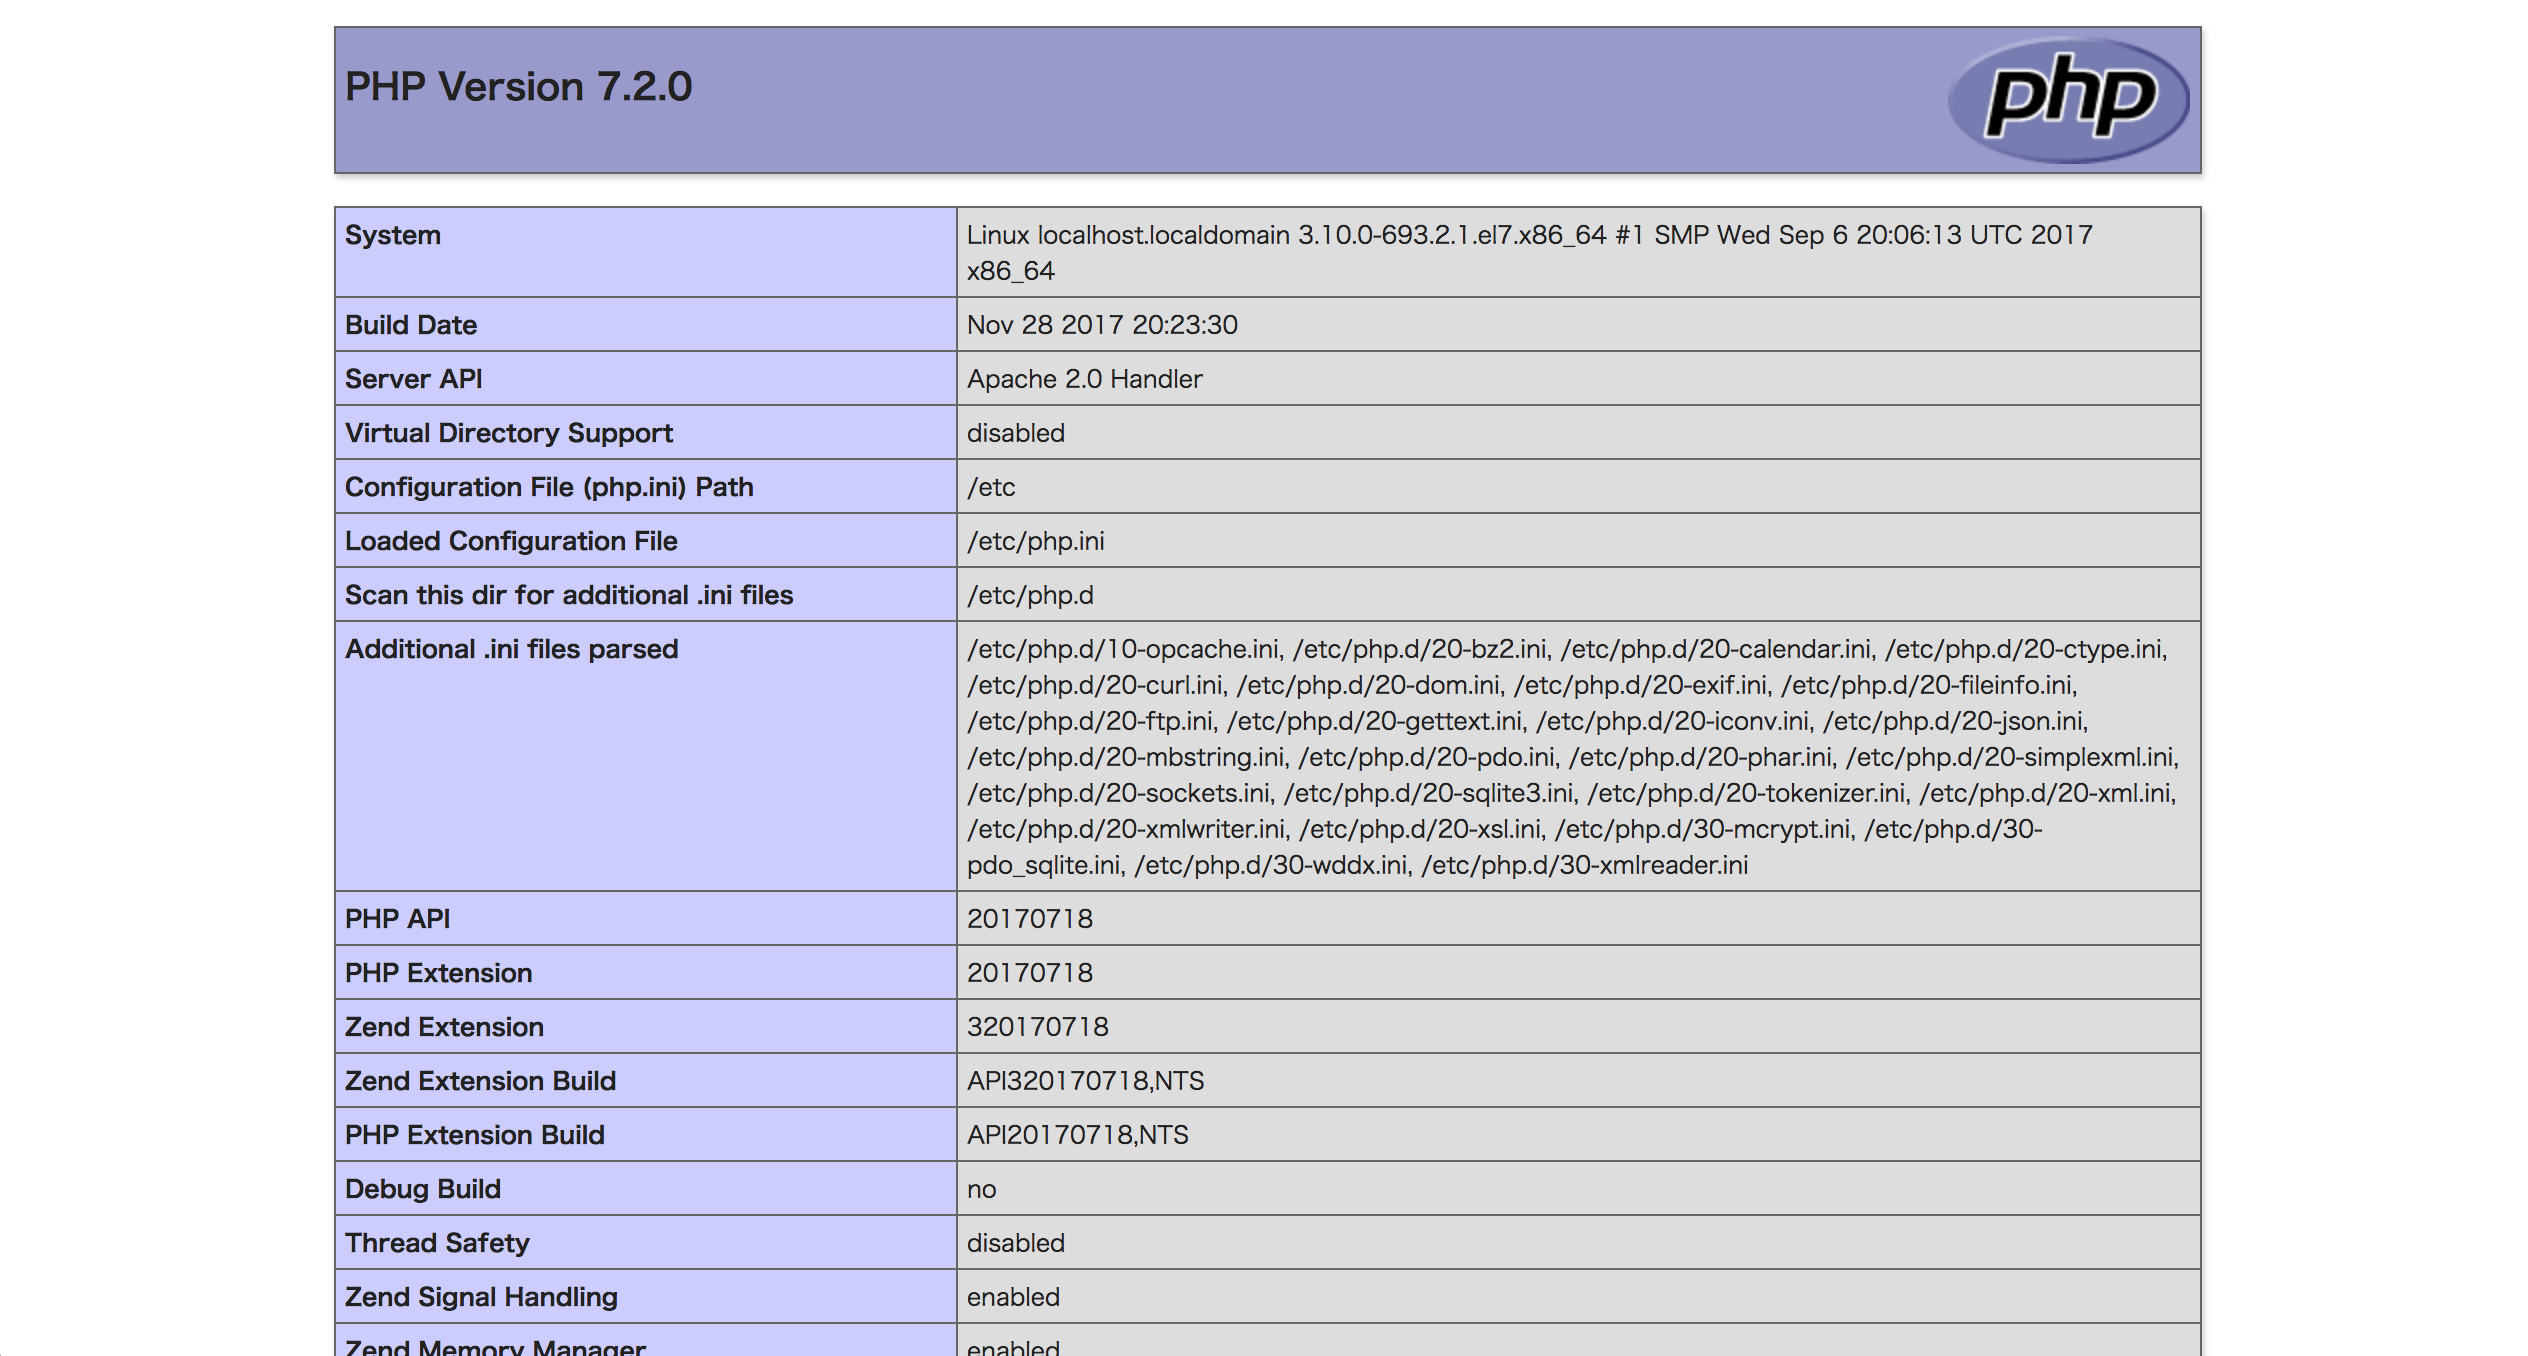 PHP Version 7.2.0
php
System
Linux localhost.localdomain 3.10.0-693.2.1.el7.x86_64 #1 SMP Wed Sep 6 20:06:13 UTC 2017
x86_64
Build Date
Nov 28 2017 20:23:30
Server API
Apache 2.0 Handler
Virtual Directory Support
disabled
Configuration File (php.ini) Path
/etc
Loaded Configuration File
/etc/php.ini
Scan this dir for additional .ini files
/etc/php.d
Additional .ini files parsed
/etc/php.d/10-opcache.ini, /etc/php.d/20-bz2.ini, /etc/php.d/20-calendar.ini, /etc/php.d/20-ctype.ini,
/etc/php.d/20-curl.ini, /etc/php.d/20-dom.ini, /etc/php.d/20-exif.ini, /etc/php.d/20-fileinfo.ini,
/etc/php.d/20-ftp.ini, /etc/php.d/20-gettext.ini, /etc/php.d/20-iconv.ini, /etc/php.d/20-json.ini,
/etc/php.d/20-mbstring.ini, /etc/php.d/20-pdo.ini, /etc/php.d/20-phar.ini, /etc/php.d/20-simplexml.ini,
/etc/php.d/20-sockets.ini, /etc/php.d/20-sqlite3.ini, /etc/php.d/20-tokenizer.ini, /etc/php.d/20-xml.ini,
/etc/php.d/20-xmlwriter.ini, /etc/php.d/20-xsl.ini, /etc/php.d/30-mcrypt.ini, /etc/php.d/30-
pdo_sqlite.ini, /etc/php.d/30-wddx.ini, /etc/php.d/30-xmlreader.ini
PHP API
20170718
PHP Extension
20170718
Zend Extension
320170718
Zend Extension Build
API320170718,NTS
PHP Extension Build
API20170718,NTS
Debug Build
no
Thread Safety
disabled
Zend Signal Handling
enabled
Zend Memory Manager
enabled